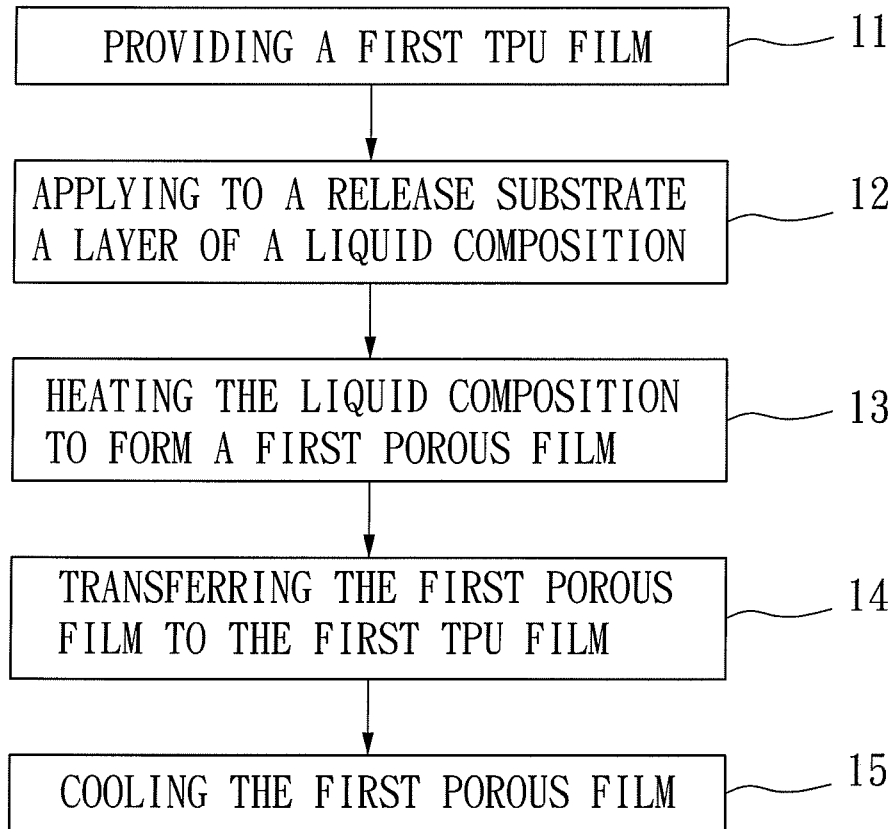 PROVIDING A FIRST TPU FILM
11
APPLYING TO A RELEASE SUBSTRATE
A LAYER OF A LIQUID COMPOSITION
12
HEATING THE LIQUID COMPOSITION
TO FORM A FIRST POROUS FILM
13
TRANSFERRING THE FIRST POROUS
FILM TO THE FIRST TPU FILM
14
COOLING THE FIRST POROUS FILM
15